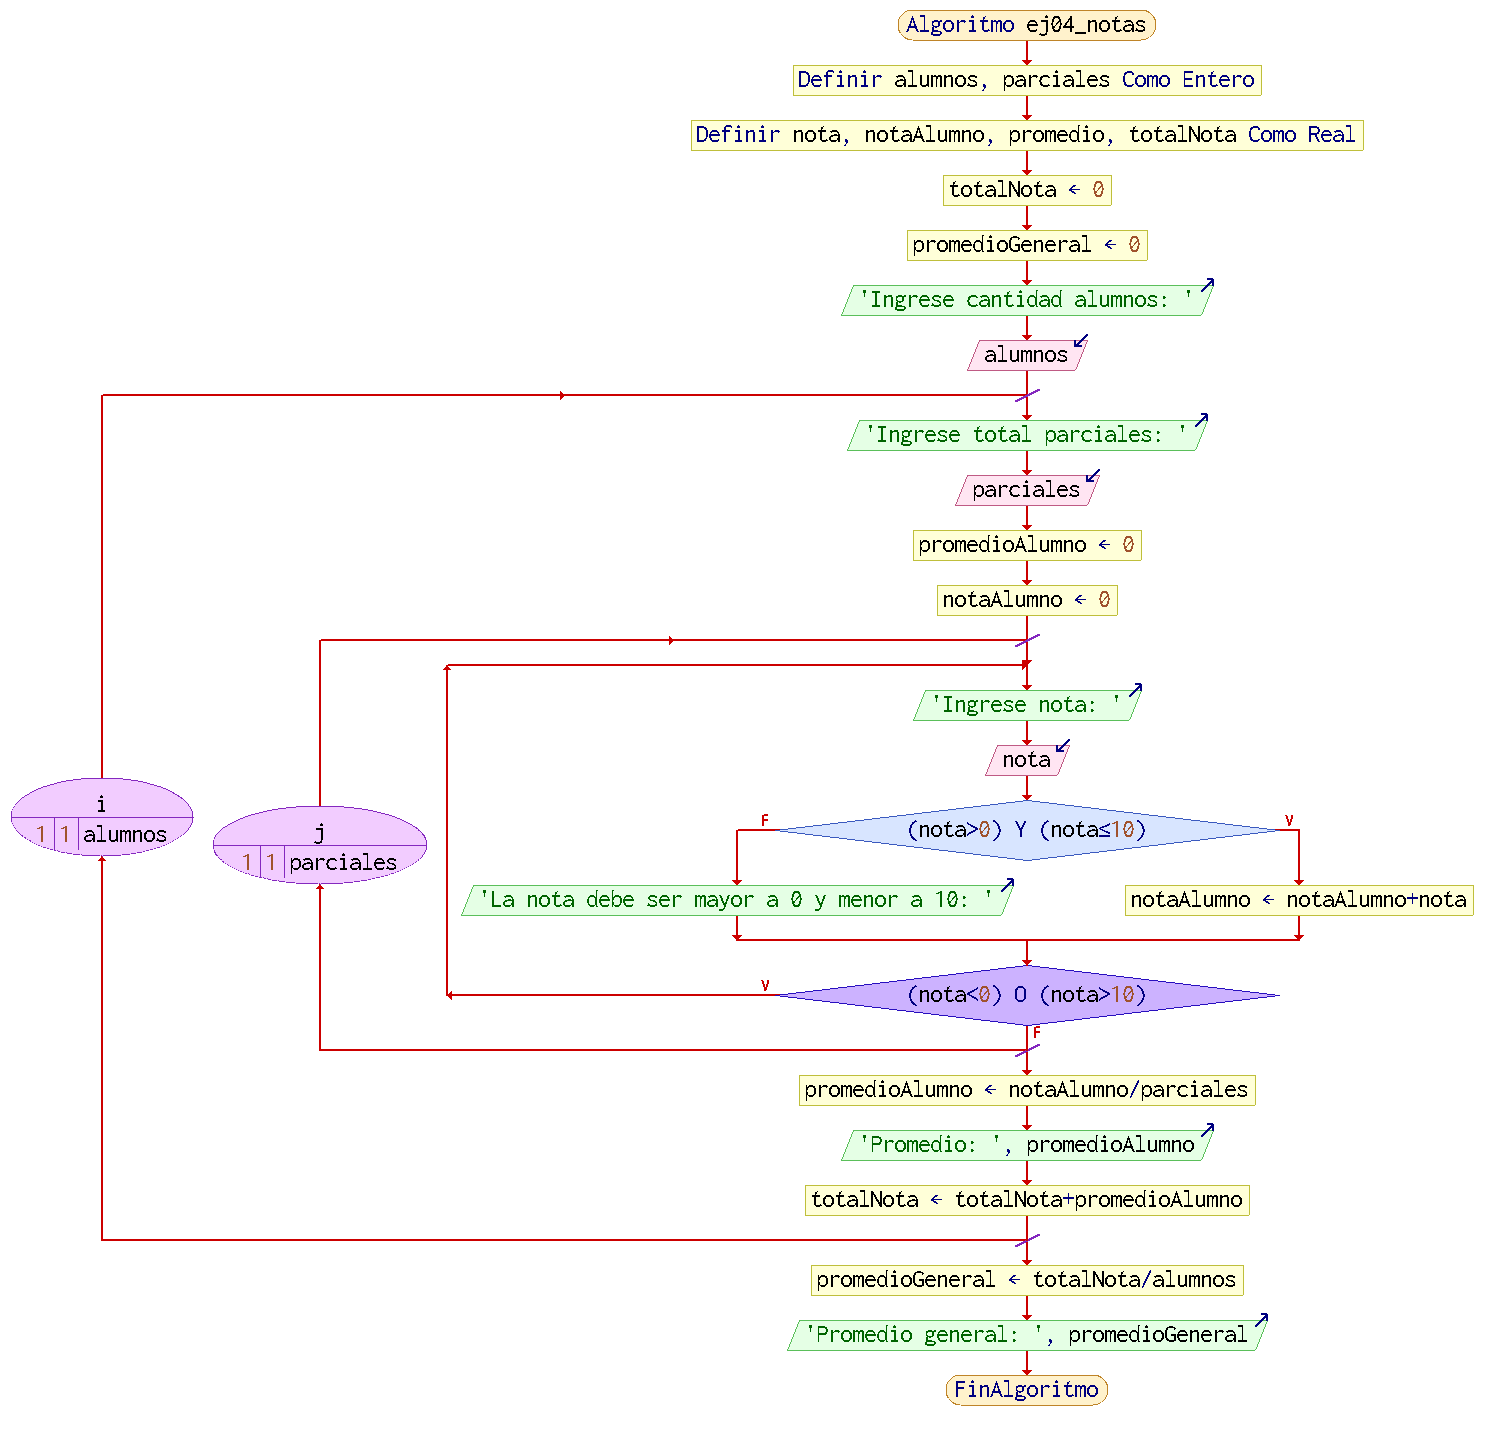 Algoritmo ej04_notas
Definir alumnos, parciales Como Entero
Definir nota, notaAlumno, promedio, totalNota Como Real
totalNota ← 0
promedioGeneral ← 0
'Ingrese cantidad alumnos: '
alumnos
'Ingrese total parciales: '
parciales
promedioAlumno ← 0
notaAlumno ← 0
'Ingrese nota: '
nota
i
1 1 alumnos
j
1 1 parciales
F
(nota>0) Y (nota≤10)
V
'La nota debe ser mayor a 0 y menor a 10: '
notaAlumno ← notaAlumno+nota
V
(nota<0) O (nota>10)
F
promedioAlumno ← notaAlumno/parciales
'Promedio: ', promedioAlumno
totalNota ← totalNota+promedioAlumno
promedioGeneral ← totalNota/alumnos
'Promedio general: ', promedioGeneral
FinAlgoritmo